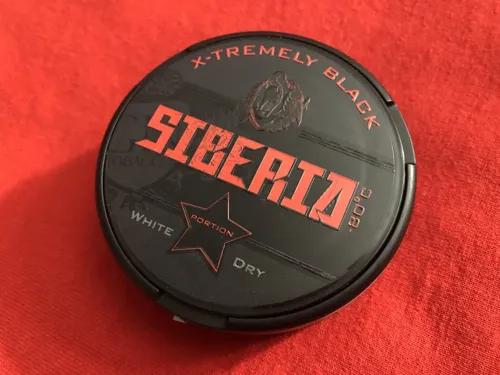 X-TREMELY BLACK
SIBERIA
-80°C
WHITE PORTION DRY